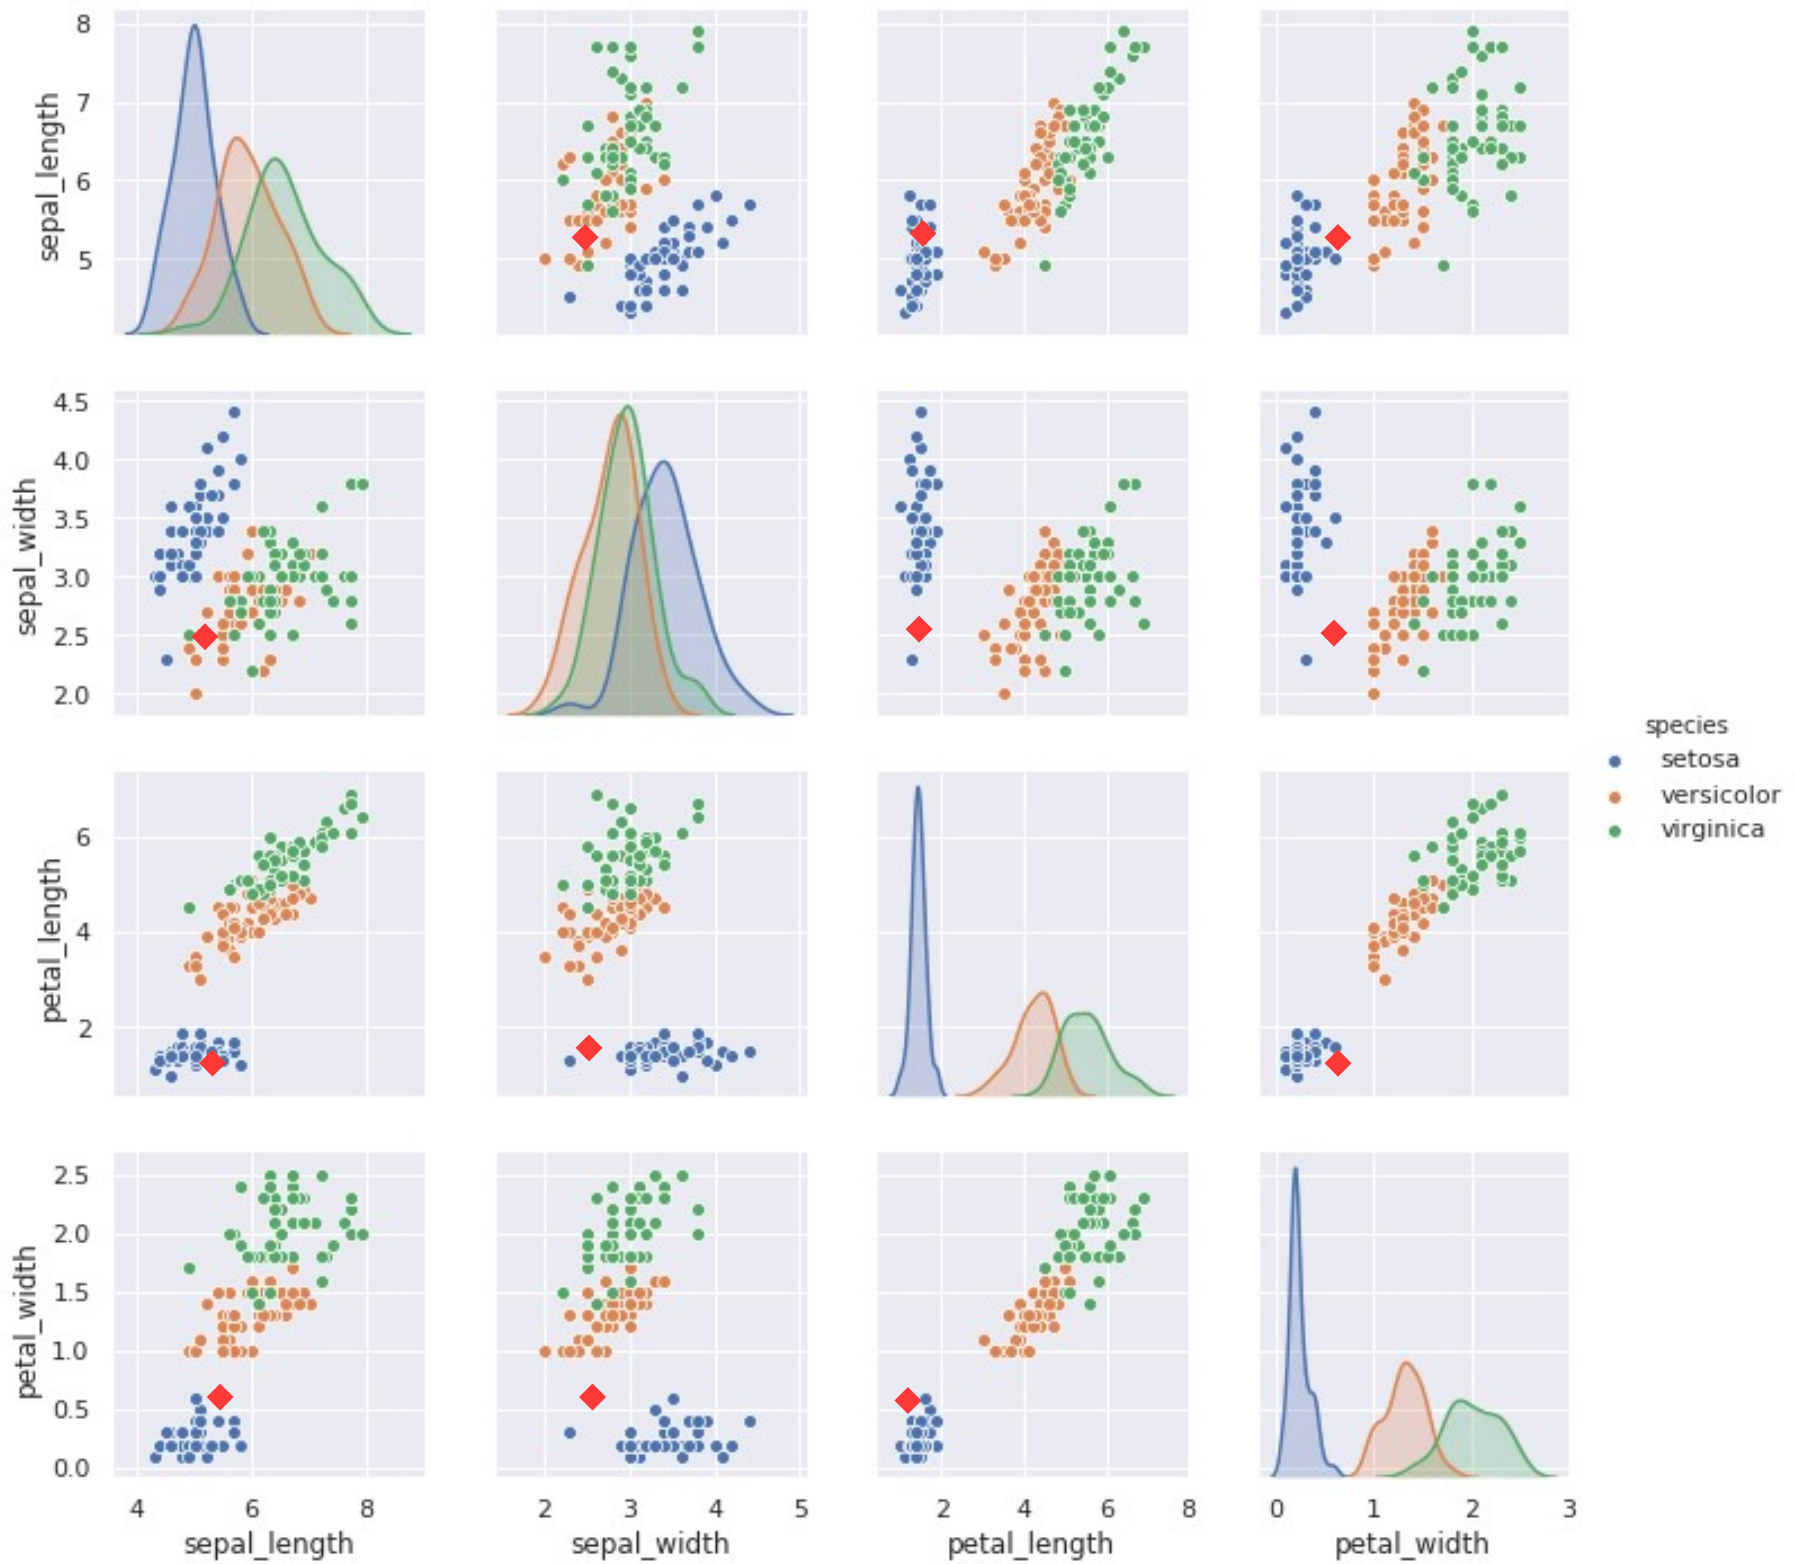 8
7
6
5
sepal_length
4.5
4.0
3.5
3.0
2.5
2.0
sepal_width
species
setosa
versicolor
virginica
6
4
2
petal_length
2.5
2.0
1.5
1.0
0.5
0.0
petal_width
4 6 8 2 3 4 5 2 4 6 8 0 1 2 3
sepal_length sepal_width petal_length petal_width